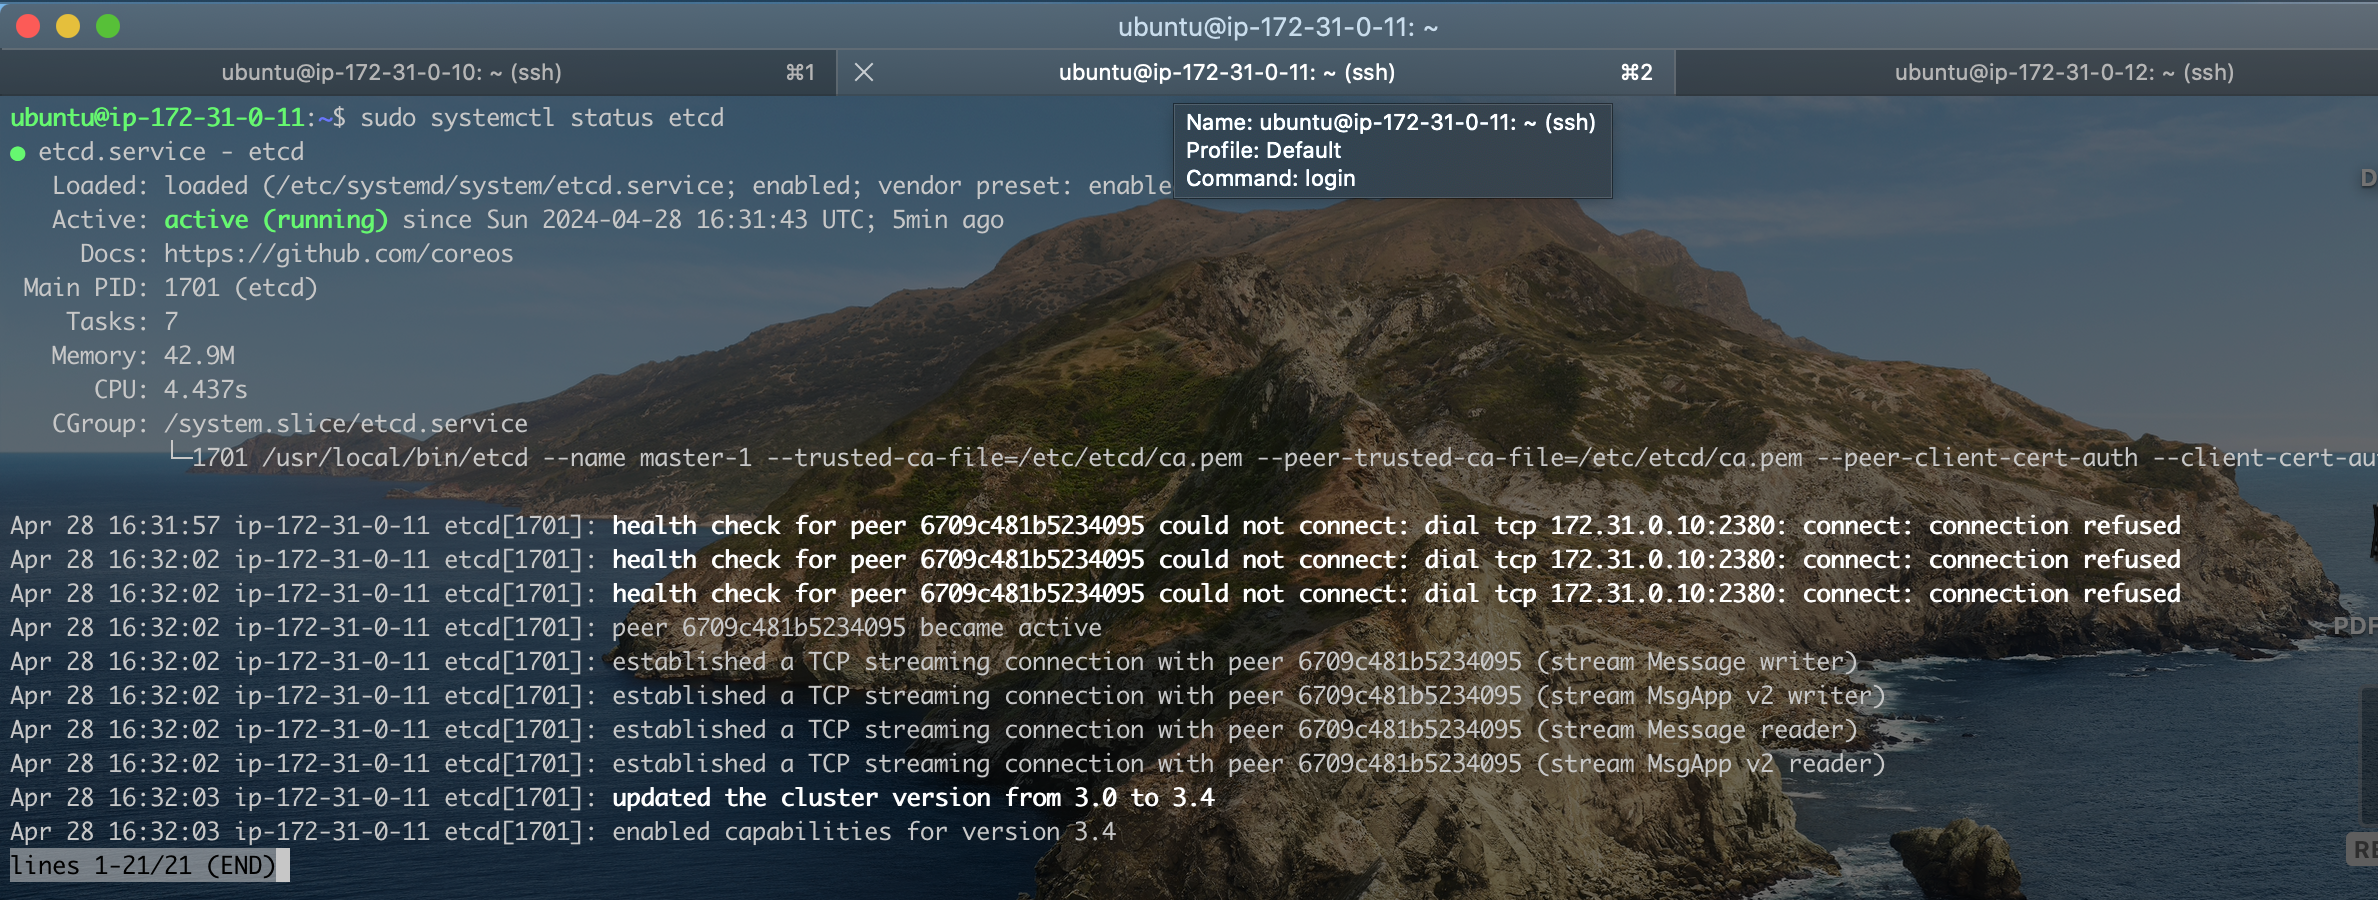 ubuntu@ip-172-31-0-11: ~
ubuntu@ip-172-31-0-10: ~ (ssh) ⌘1
ubuntu@ip-172-31-0-11: ~ (ssh) ⌘2
ubuntu@ip-172-31-0-12: ~ (ssh)
ubuntu@ip-172-31-0-11:~$ sudo systemctl status etcd
Name: ubuntu@ip-172-31-0-11: ~ (ssh)
Profile: Default
Command: login
● etcd.service - etcd
Loaded: loaded (/etc/systemd/system/etcd.service; enabled; vendor preset: enable
Active: active (running) since Sun 2024-04-28 16:31:43 UTC; 5min ago
Docs: https://github.com/coreos
Main PID: 1701 (etcd)
Tasks: 7
Memory: 42.9M
CPU: 4.437s
CGroup: /system.slice/etcd.service
└─1701 /usr/local/bin/etcd --name master-1 --trusted-ca-file=/etc/etcd/ca.pem --peer-trusted-ca-file=/etc/etcd/ca.pem --peer-client-cert-auth --client-cert-au
Apr 28 16:31:57 ip-172-31-0-11 etcd[1701]: health check for peer 6709c481b5234095 could not connect: dial tcp 172.31.0.10:2380: connect: connection refused
Apr 28 16:32:02 ip-172-31-0-11 etcd[1701]: health check for peer 6709c481b5234095 could not connect: dial tcp 172.31.0.10:2380: connect: connection refused
Apr 28 16:32:02 ip-172-31-0-11 etcd[1701]: health check for peer 6709c481b5234095 could not connect: dial tcp 172.31.0.10:2380: connect: connection refused
Apr 28 16:32:02 ip-172-31-0-11 etcd[1701]: peer 6709c481b5234095 became active
Apr 28 16:32:02 ip-172-31-0-11 etcd[1701]: established a TCP streaming connection with peer 6709c481b5234095 (stream Message writer)
Apr 28 16:32:02 ip-172-31-0-11 etcd[1701]: established a TCP streaming connection with peer 6709c481b5234095 (stream MsgApp v2 writer)
Apr 28 16:32:02 ip-172-31-0-11 etcd[1701]: established a TCP streaming connection with peer 6709c481b5234095 (stream Message reader)
Apr 28 16:32:02 ip-172-31-0-11 etcd[1701]: established a TCP streaming connection with peer 6709c481b5234095 (stream MsgApp v2 reader)
Apr 28 16:32:03 ip-172-31-0-11 etcd[1701]: updated the cluster version from 3.0 to 3.4
Apr 28 16:32:03 ip-172-31-0-11 etcd[1701]: enabled capabilities for version 3.4
lines 1-21/21 (END)
PDF